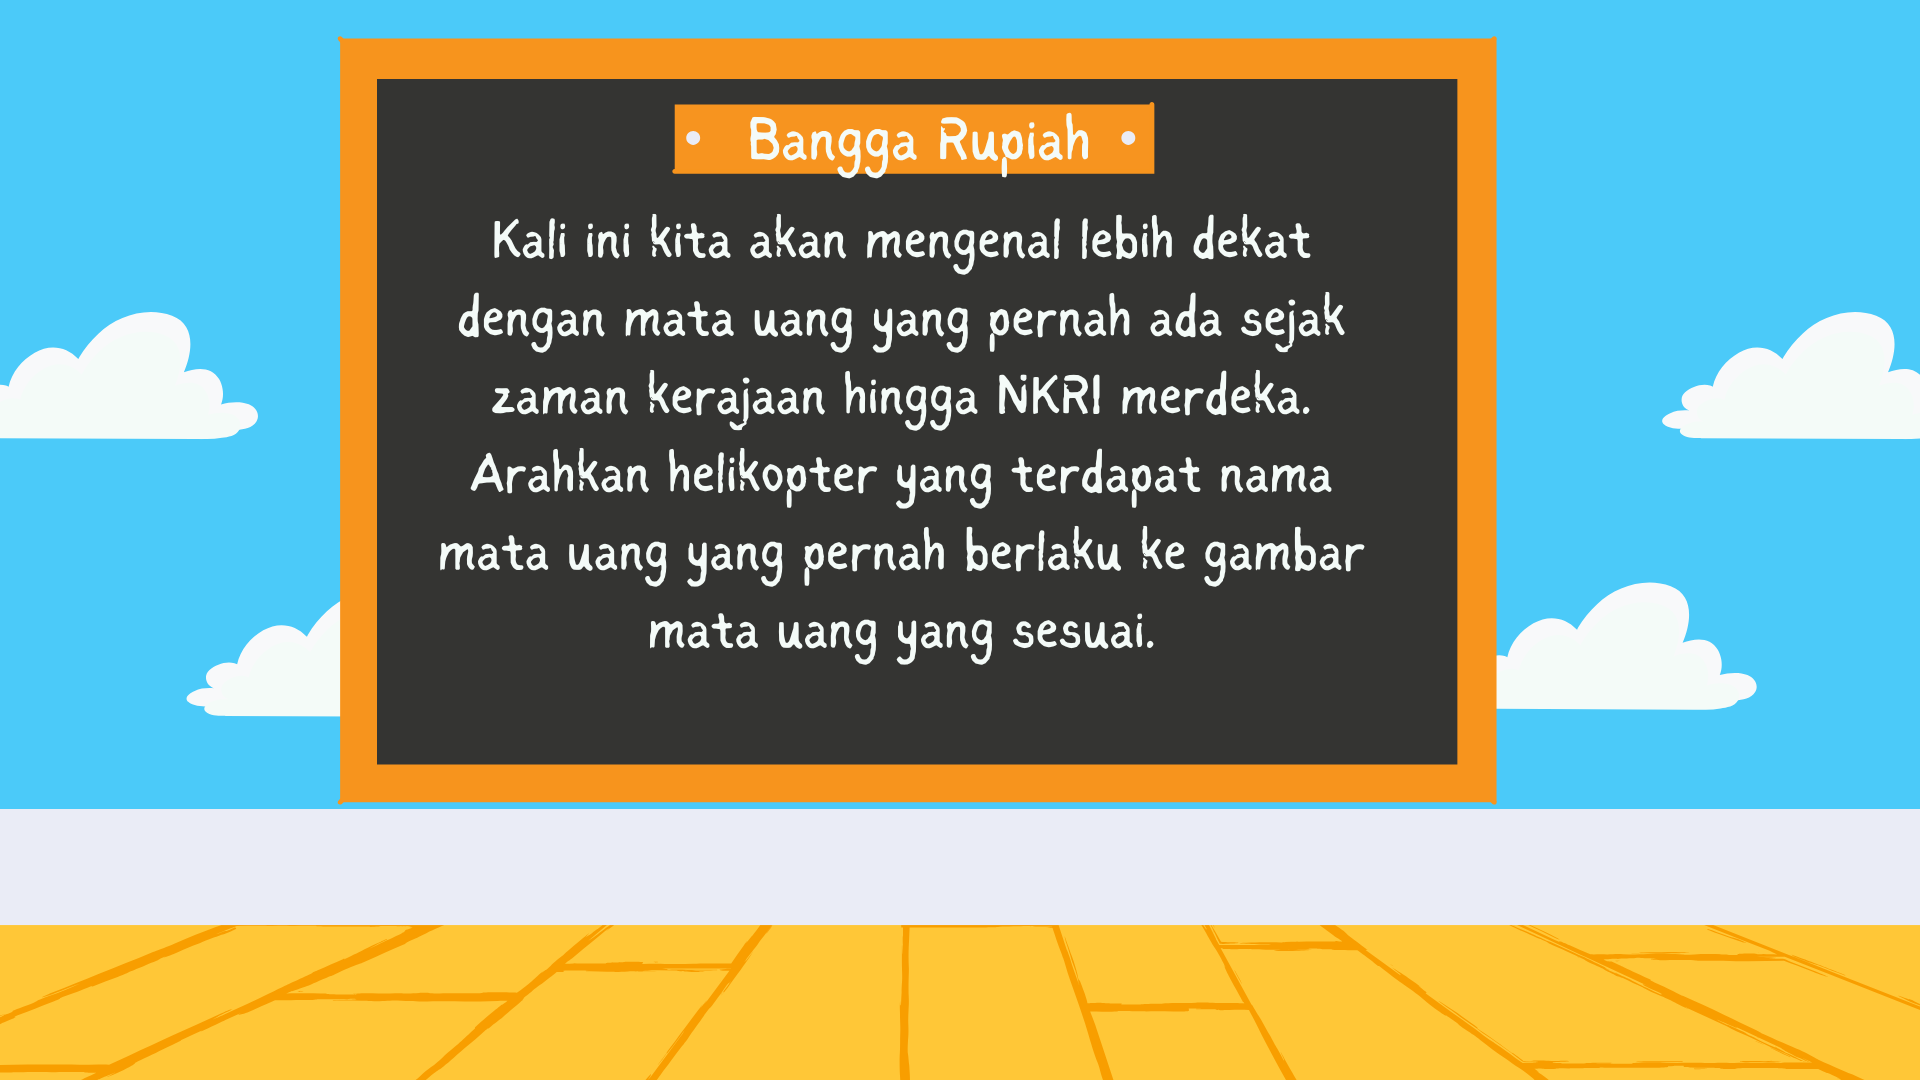 Bangga Rupiah
Kali ini kita akan mengenal lebih dekat
dengan mata uang yang pernah ada sejak
zaman kerajaan hingga NKRI merdeka.
Arahkan helikopter yang terdapat nama
mata uang yang pernah berlaku ke gambar
mata uang yang sesuai.